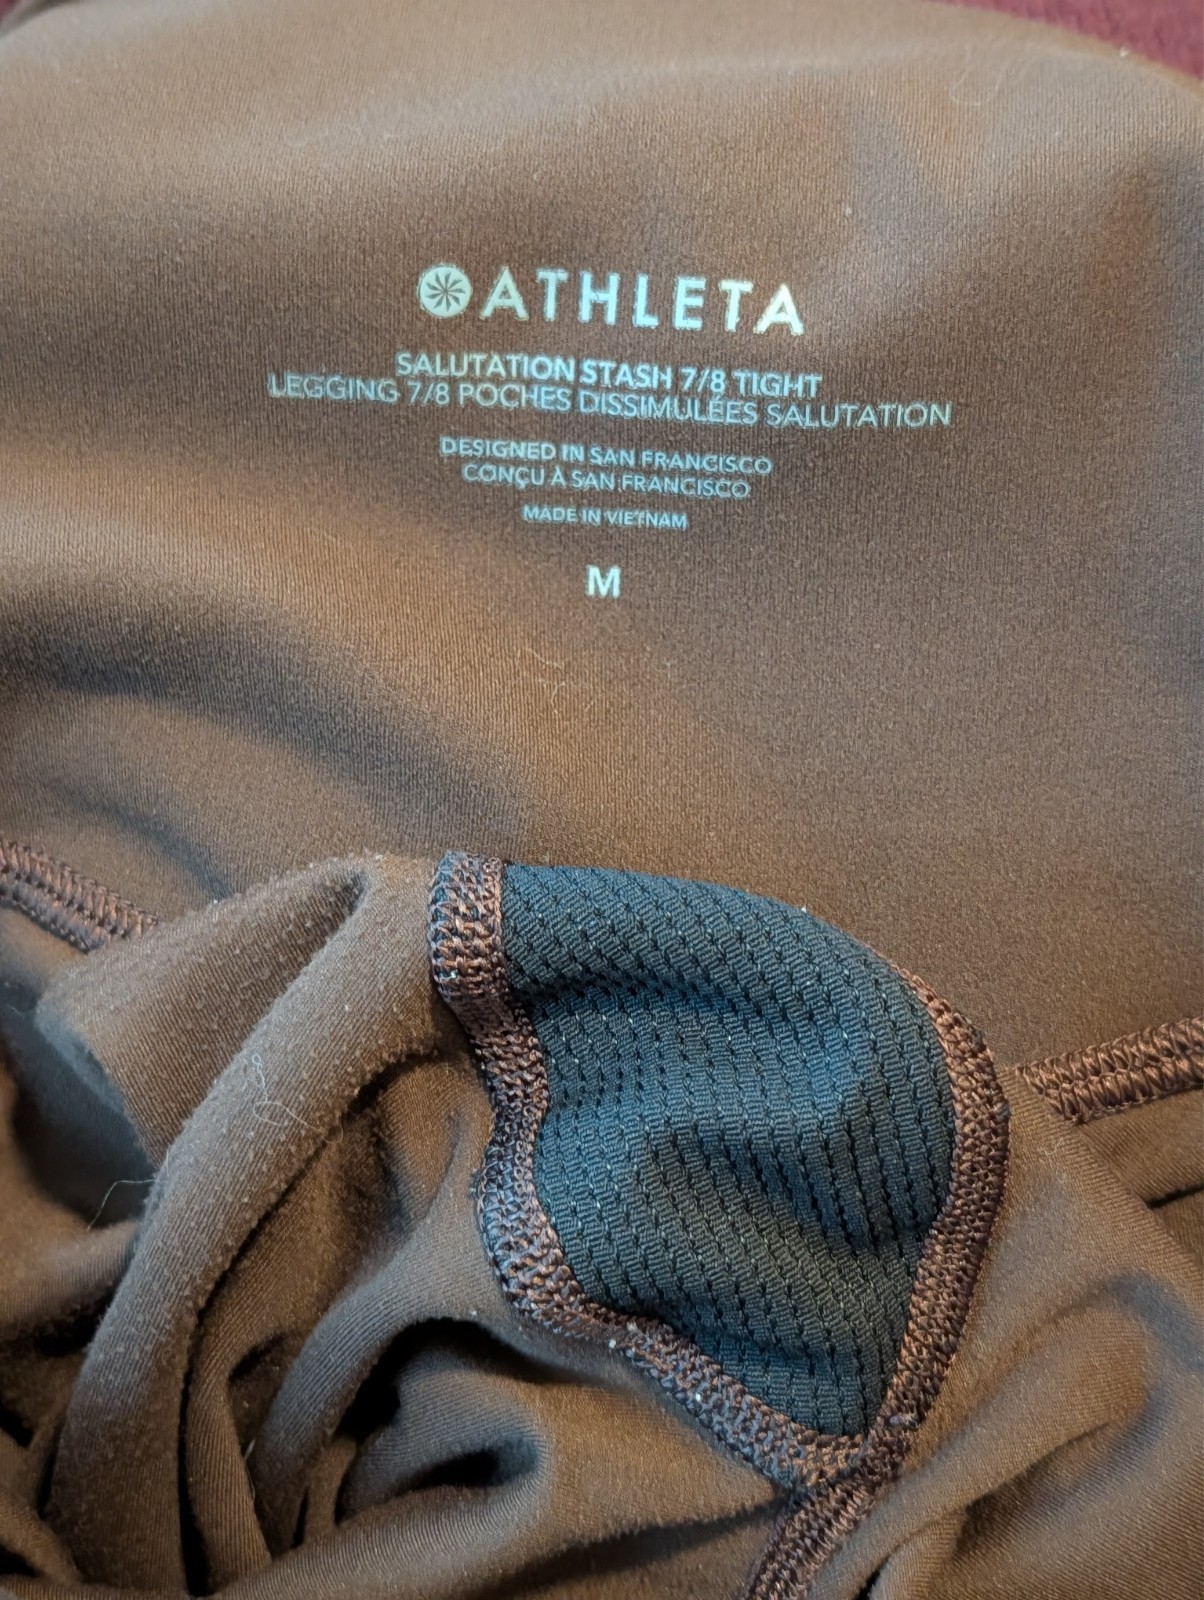 ATHLETA
SALUTATION STASH 7/8 TIGHT
LEGGING 7/8 POCHES DISSIMULÉES SALUTATION
DESIGNED IN SAN FRANCISCO
CONÇU À SAN FRANCISCO
MADE IN VIETNAM
M